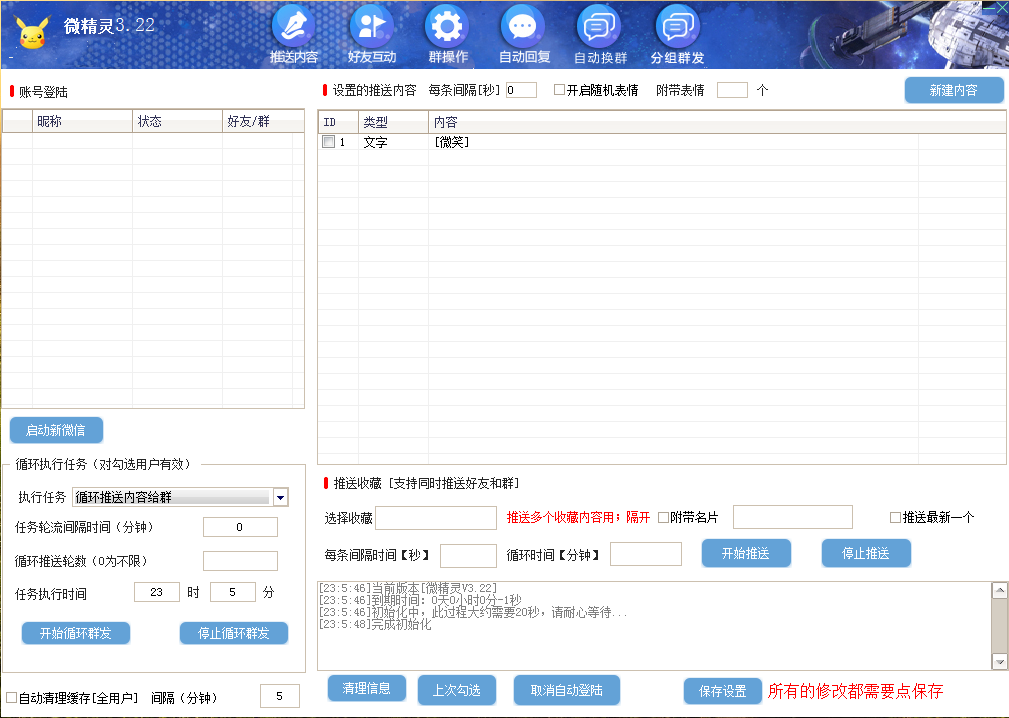 微精灵3.22
推送内容 好友互动 群操作 自动回复 自动换群 分组群发
账号登陆
昵称 状态 好友/群
启动新微信
循环执行任务（对勾选用户有效）
执行任务 循环推送内容给群
任务轮流间隔时间（分钟） 0
循环推送轮数（0为不限）
任务执行时间 23 时 5 分
开始循环群发 停止循环群发
自动清理缓存[全用户] 间隔（分钟） 5
设置的推送内容 每条间隔[秒] 0 开启随机表情 附带表情 个 新建内容
ID 类型 内容
1 文字 [微笑]
推送收藏 [支持同时推送好友和群]
选择收藏 推送多个收藏内容用；隔开 附带名片 推送最新一个
每条间隔时间【秒】 循环时间【分钟】 开始推送 停止推送
[23:5:46]当前版本[微精灵V3.22]
[23:5:46]到期时间：0天0小时0分-1秒
[23:5:46]初始化中，此过程大约需要20秒，请耐心等待...
[23:5:48]完成初始化
清理信息 上次勾选 取消自动登陆 保存设置 所有的修改都需要点保存